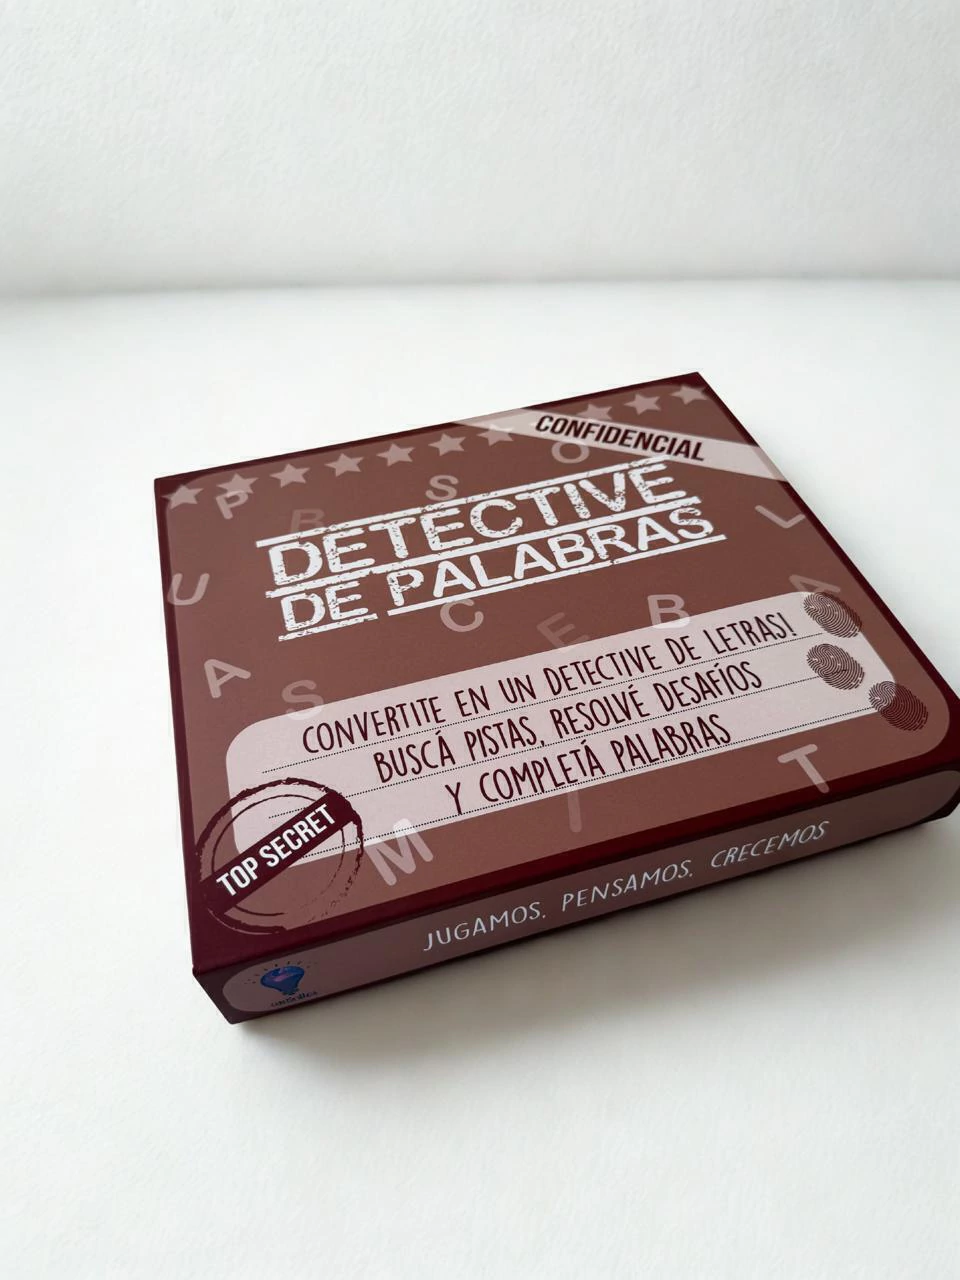 CONFIDENCIAL
DETECTIVE
DE PALABRAS
CONVERTITE EN UN DETECTIVE DE LETRAS!
BUSCÁ PISTAS, RESOLVÉ DESAFÍOS
Y COMPLETÁ PALABRAS
TOP SECRET
JUGAMOS, PENSAMOS, CRECEMOS
P B S O
L
U C E B A
A S
M I T